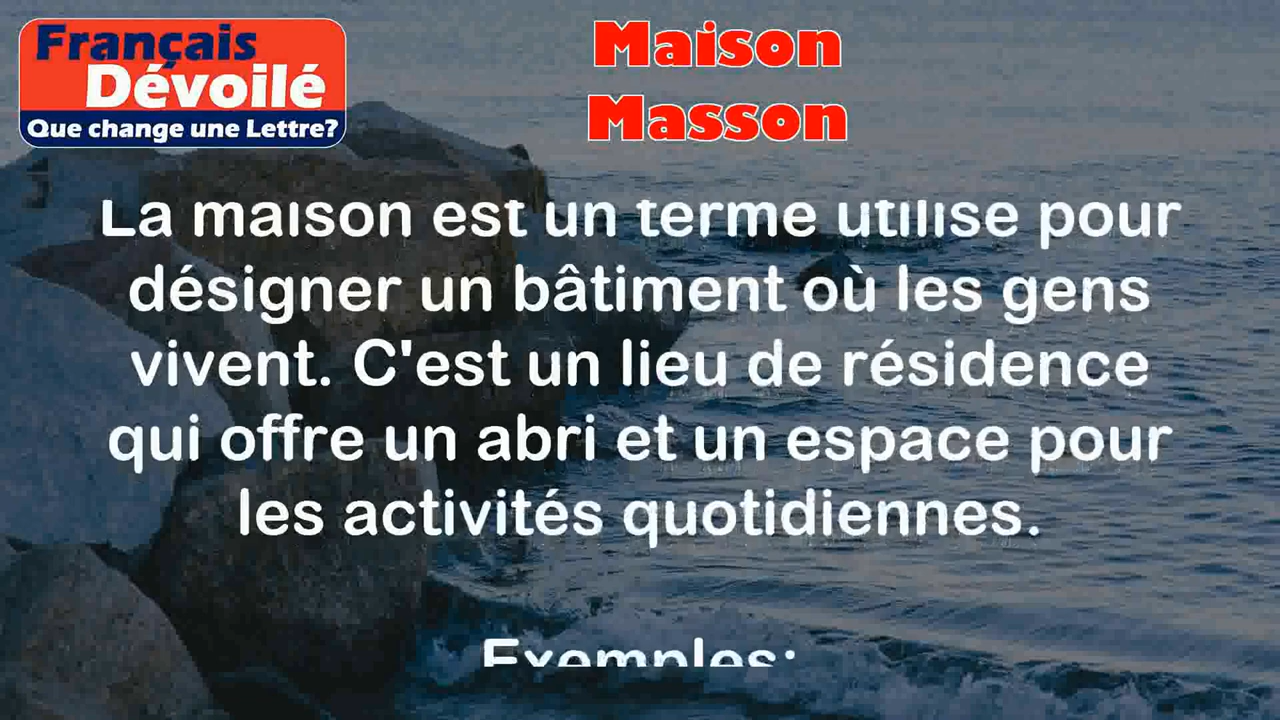 Français
Dévoilé
Que change une Lettre?
Maison
Masson
La maison est un terme utilisé pour
désigner un bâtiment où les gens
vivent. C'est un lieu de résidence
qui offre un abri et un espace pour
les activités quotidiennes.
Exemples: